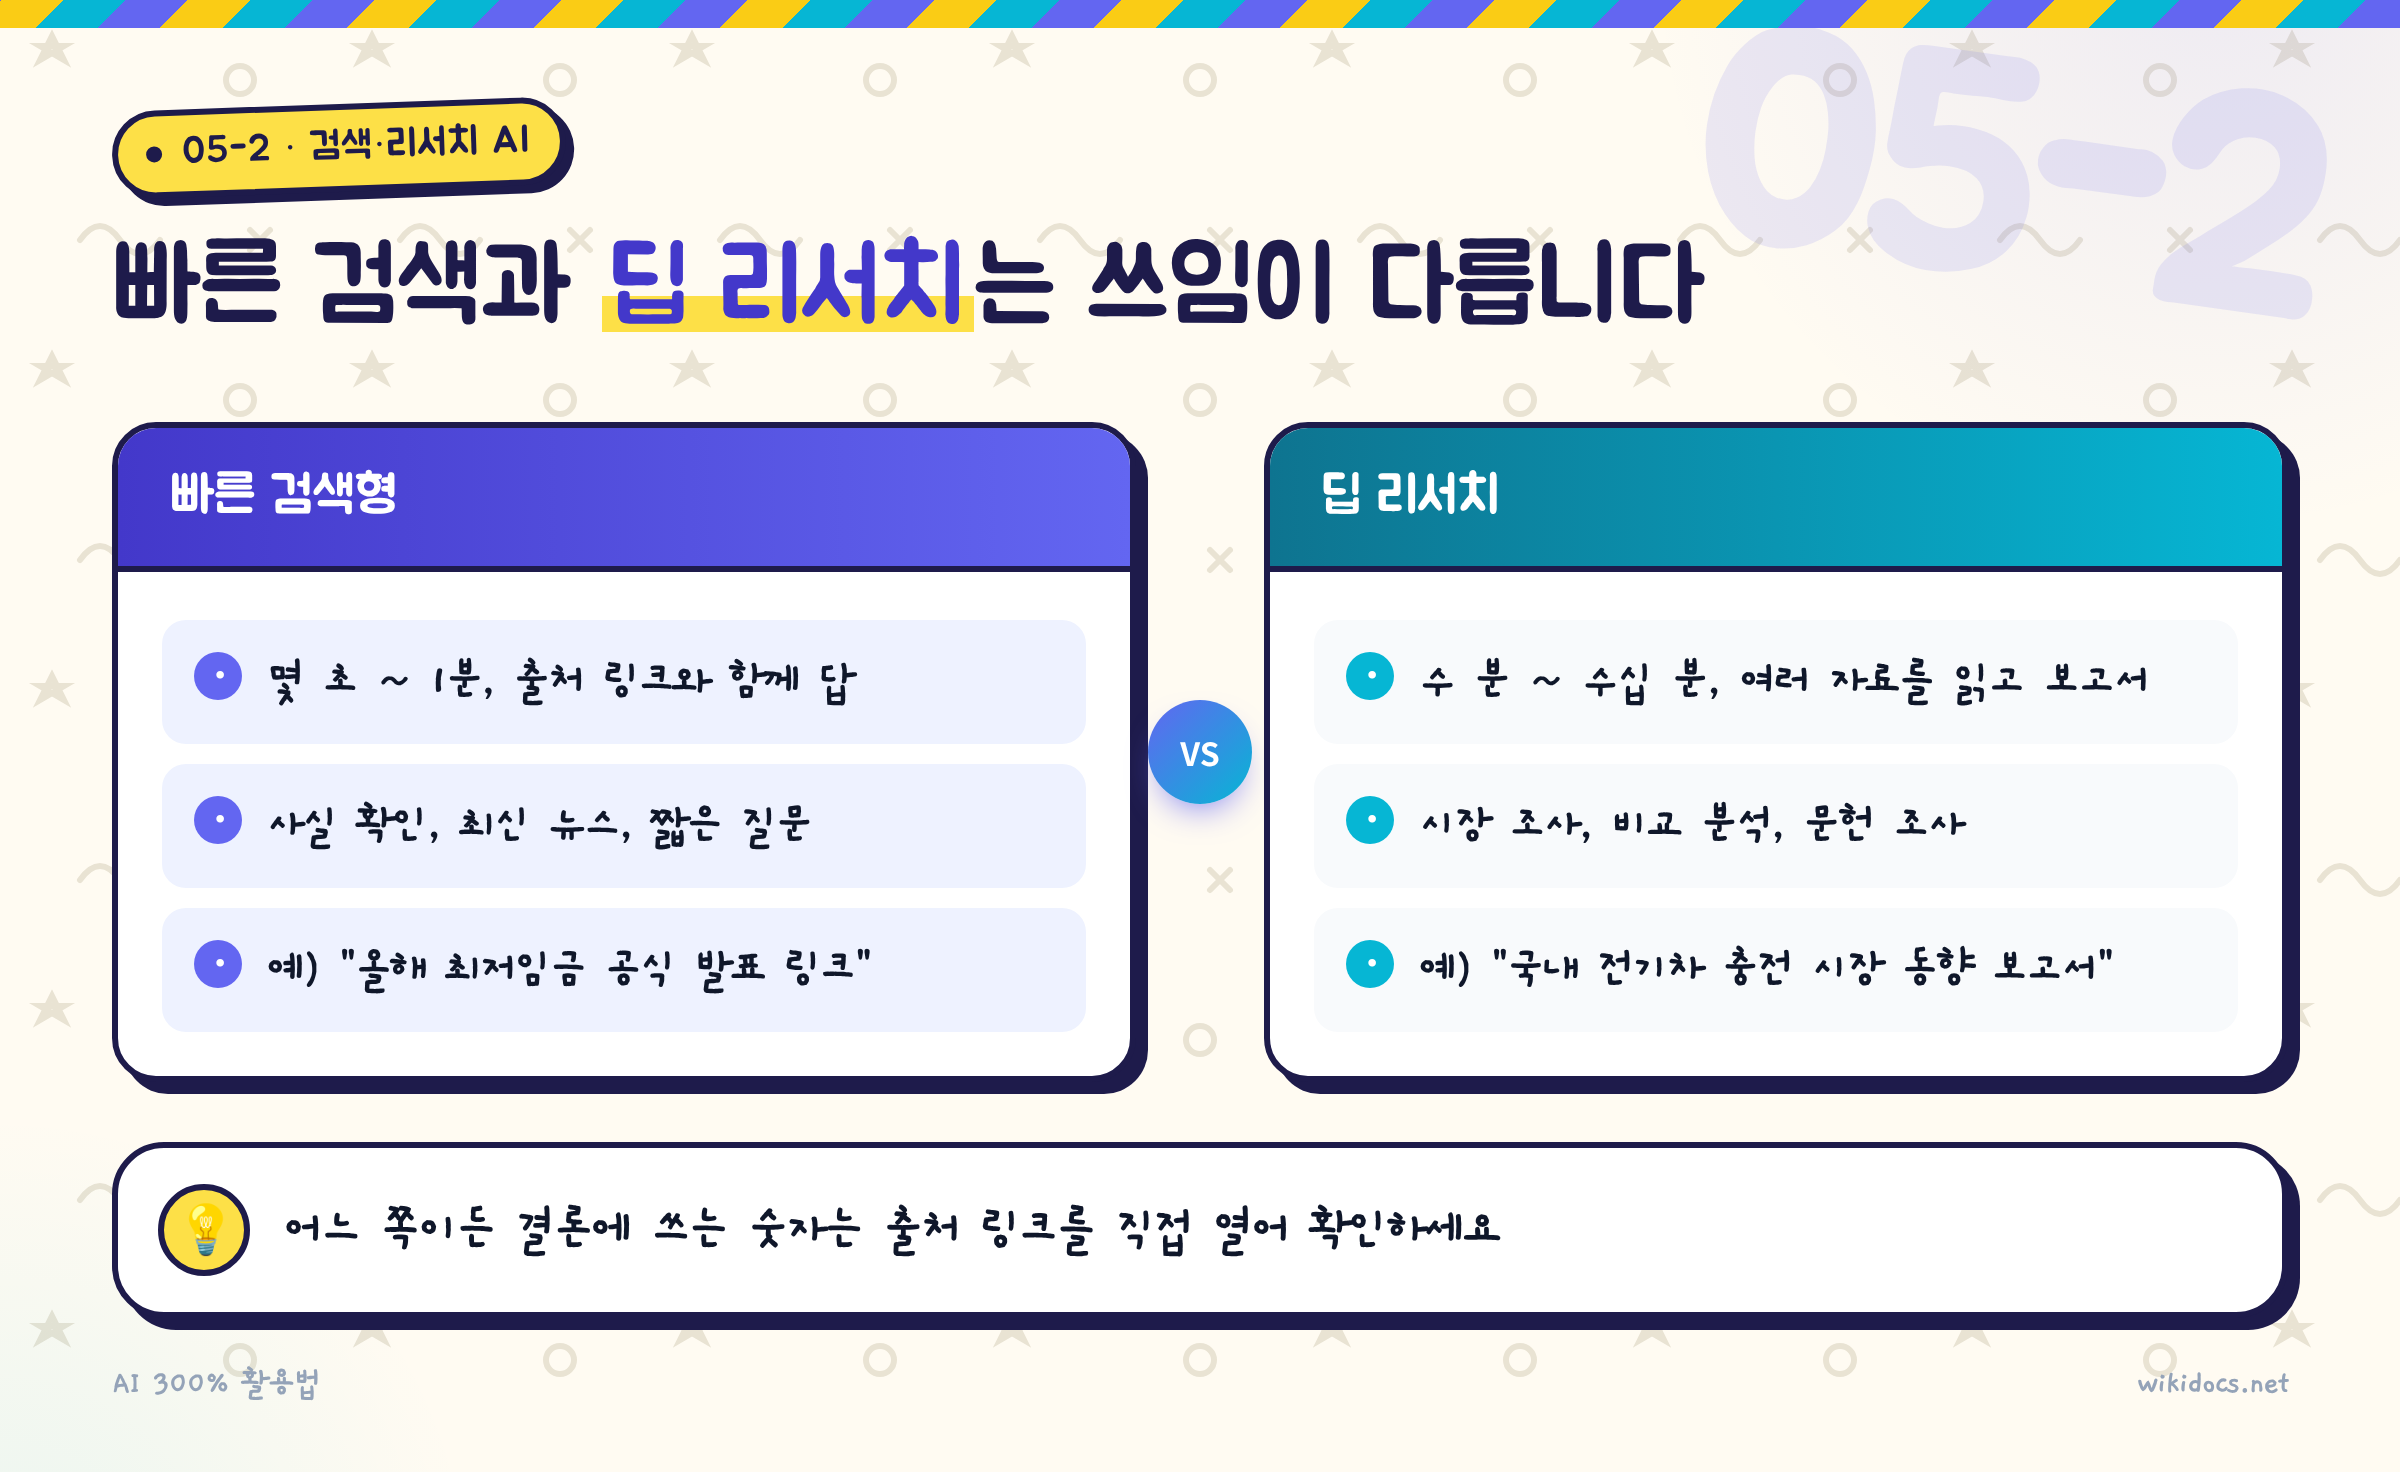 05-2
05-2 · 검색·리서치 AI
빠른 검색과 딥 리서치는 쓰임이 다릅니다
빠른 검색형
몇 초 ~ 1분, 출처 링크와 함께 답
사실 확인, 최신 뉴스, 짧은 질문
예) "올해 최저임금 공식 발표 링크"
VS
딥 리서치
수 분 ~ 수십 분, 여러 자료를 읽고 보고서
시장 조사, 비교 분석, 문헌 조사
예) "국내 전기차 충전 시장 동향 보고서"
어느 쪽이든 결론에 쓰는 숫자는 출처 링크를 직접 열어 확인하세요
AI 300% 활용법
wikidocs.net